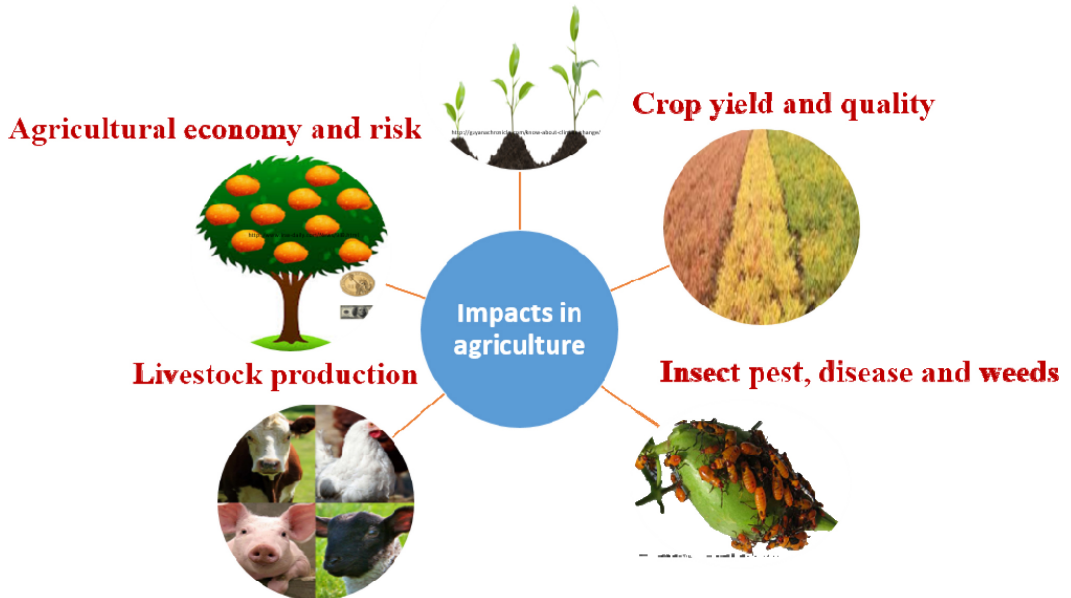 Crop yield and quality
Agricultural economy and risk
Impacts in
agriculture
Livestock production
Insect pest, disease and weeds